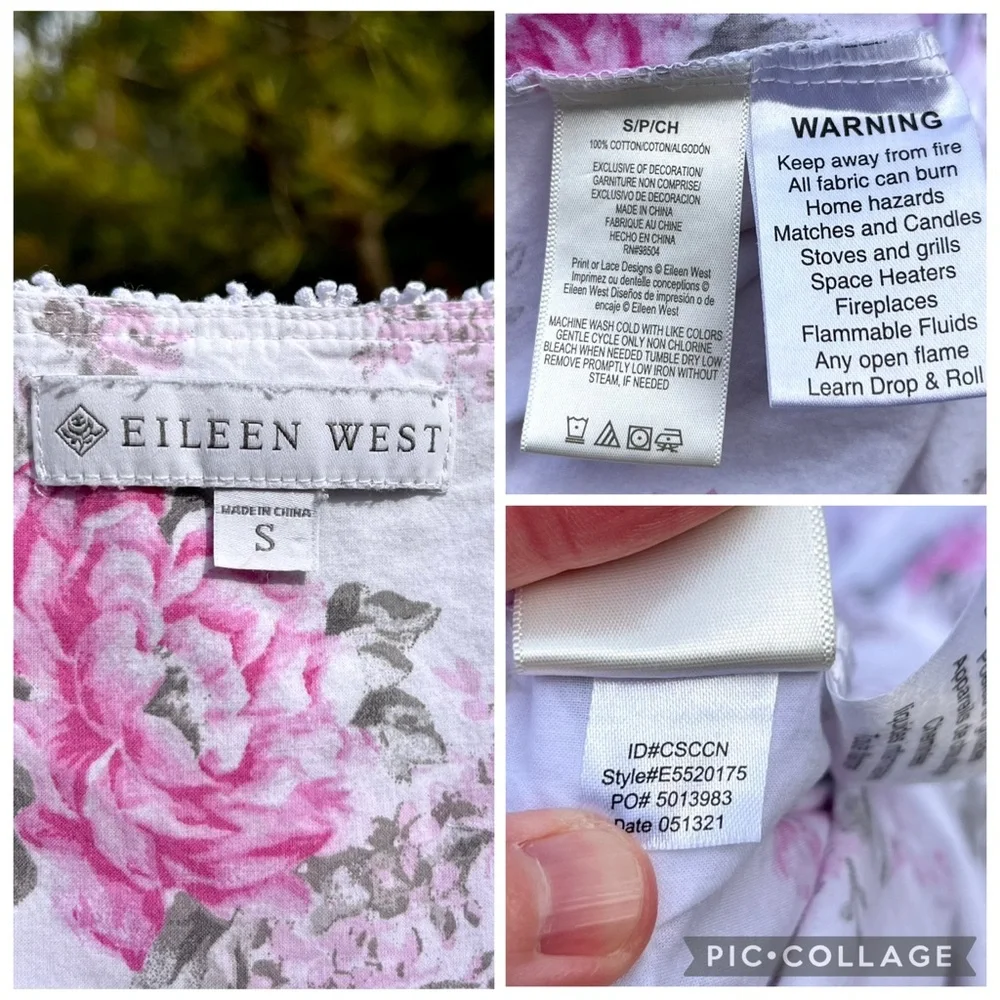 EILEEN WEST
MADE IN CHINA
S
S/P/CH
100% COTTON/COTON/ALGODÓN
EXCLUSIVE OF DECORATION/
GARNITURE NON COMPRISE/
EXCLUSIVO DE DECORACION
MADE IN CHINA
FABRIQUE AU CHINE
HECHO EN CHINA
RN#98504
Print or Lace Designs © Eileen West
Imprimez ou dentelle conceptions ©
Eileen West Diseños de impresión o de
encaje © Eileen West
MACHINE WASH COLD WITH LIKE COLORS
GENTLE CYCLE ONLY NON CHLORINE
BLEACH WHEN NEEDED TUMBLE DRY LOW
REMOVE PROMPTLY LOW IRON WITHOUT
STEAM, IF NEEDED
WARNING
Keep away from fire
All fabric can burn
Home hazards
Matches and Candles
Stoves and grills
Space Heaters
Fireplaces
Flammable Fluids
Any open flame
Learn Drop & Roll
ID#CSCCN
Style#E5520175
PO# 5013983
Date 051321
PIC•COLLAGE